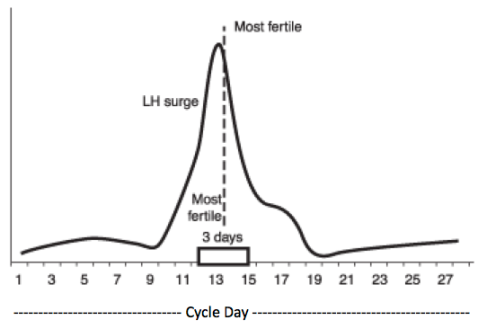 Most fertile
LH surge
Most
fertile
3 days
1 3 5 7 9 11 13 15 17 19 21 23 25 27
Cycle Day